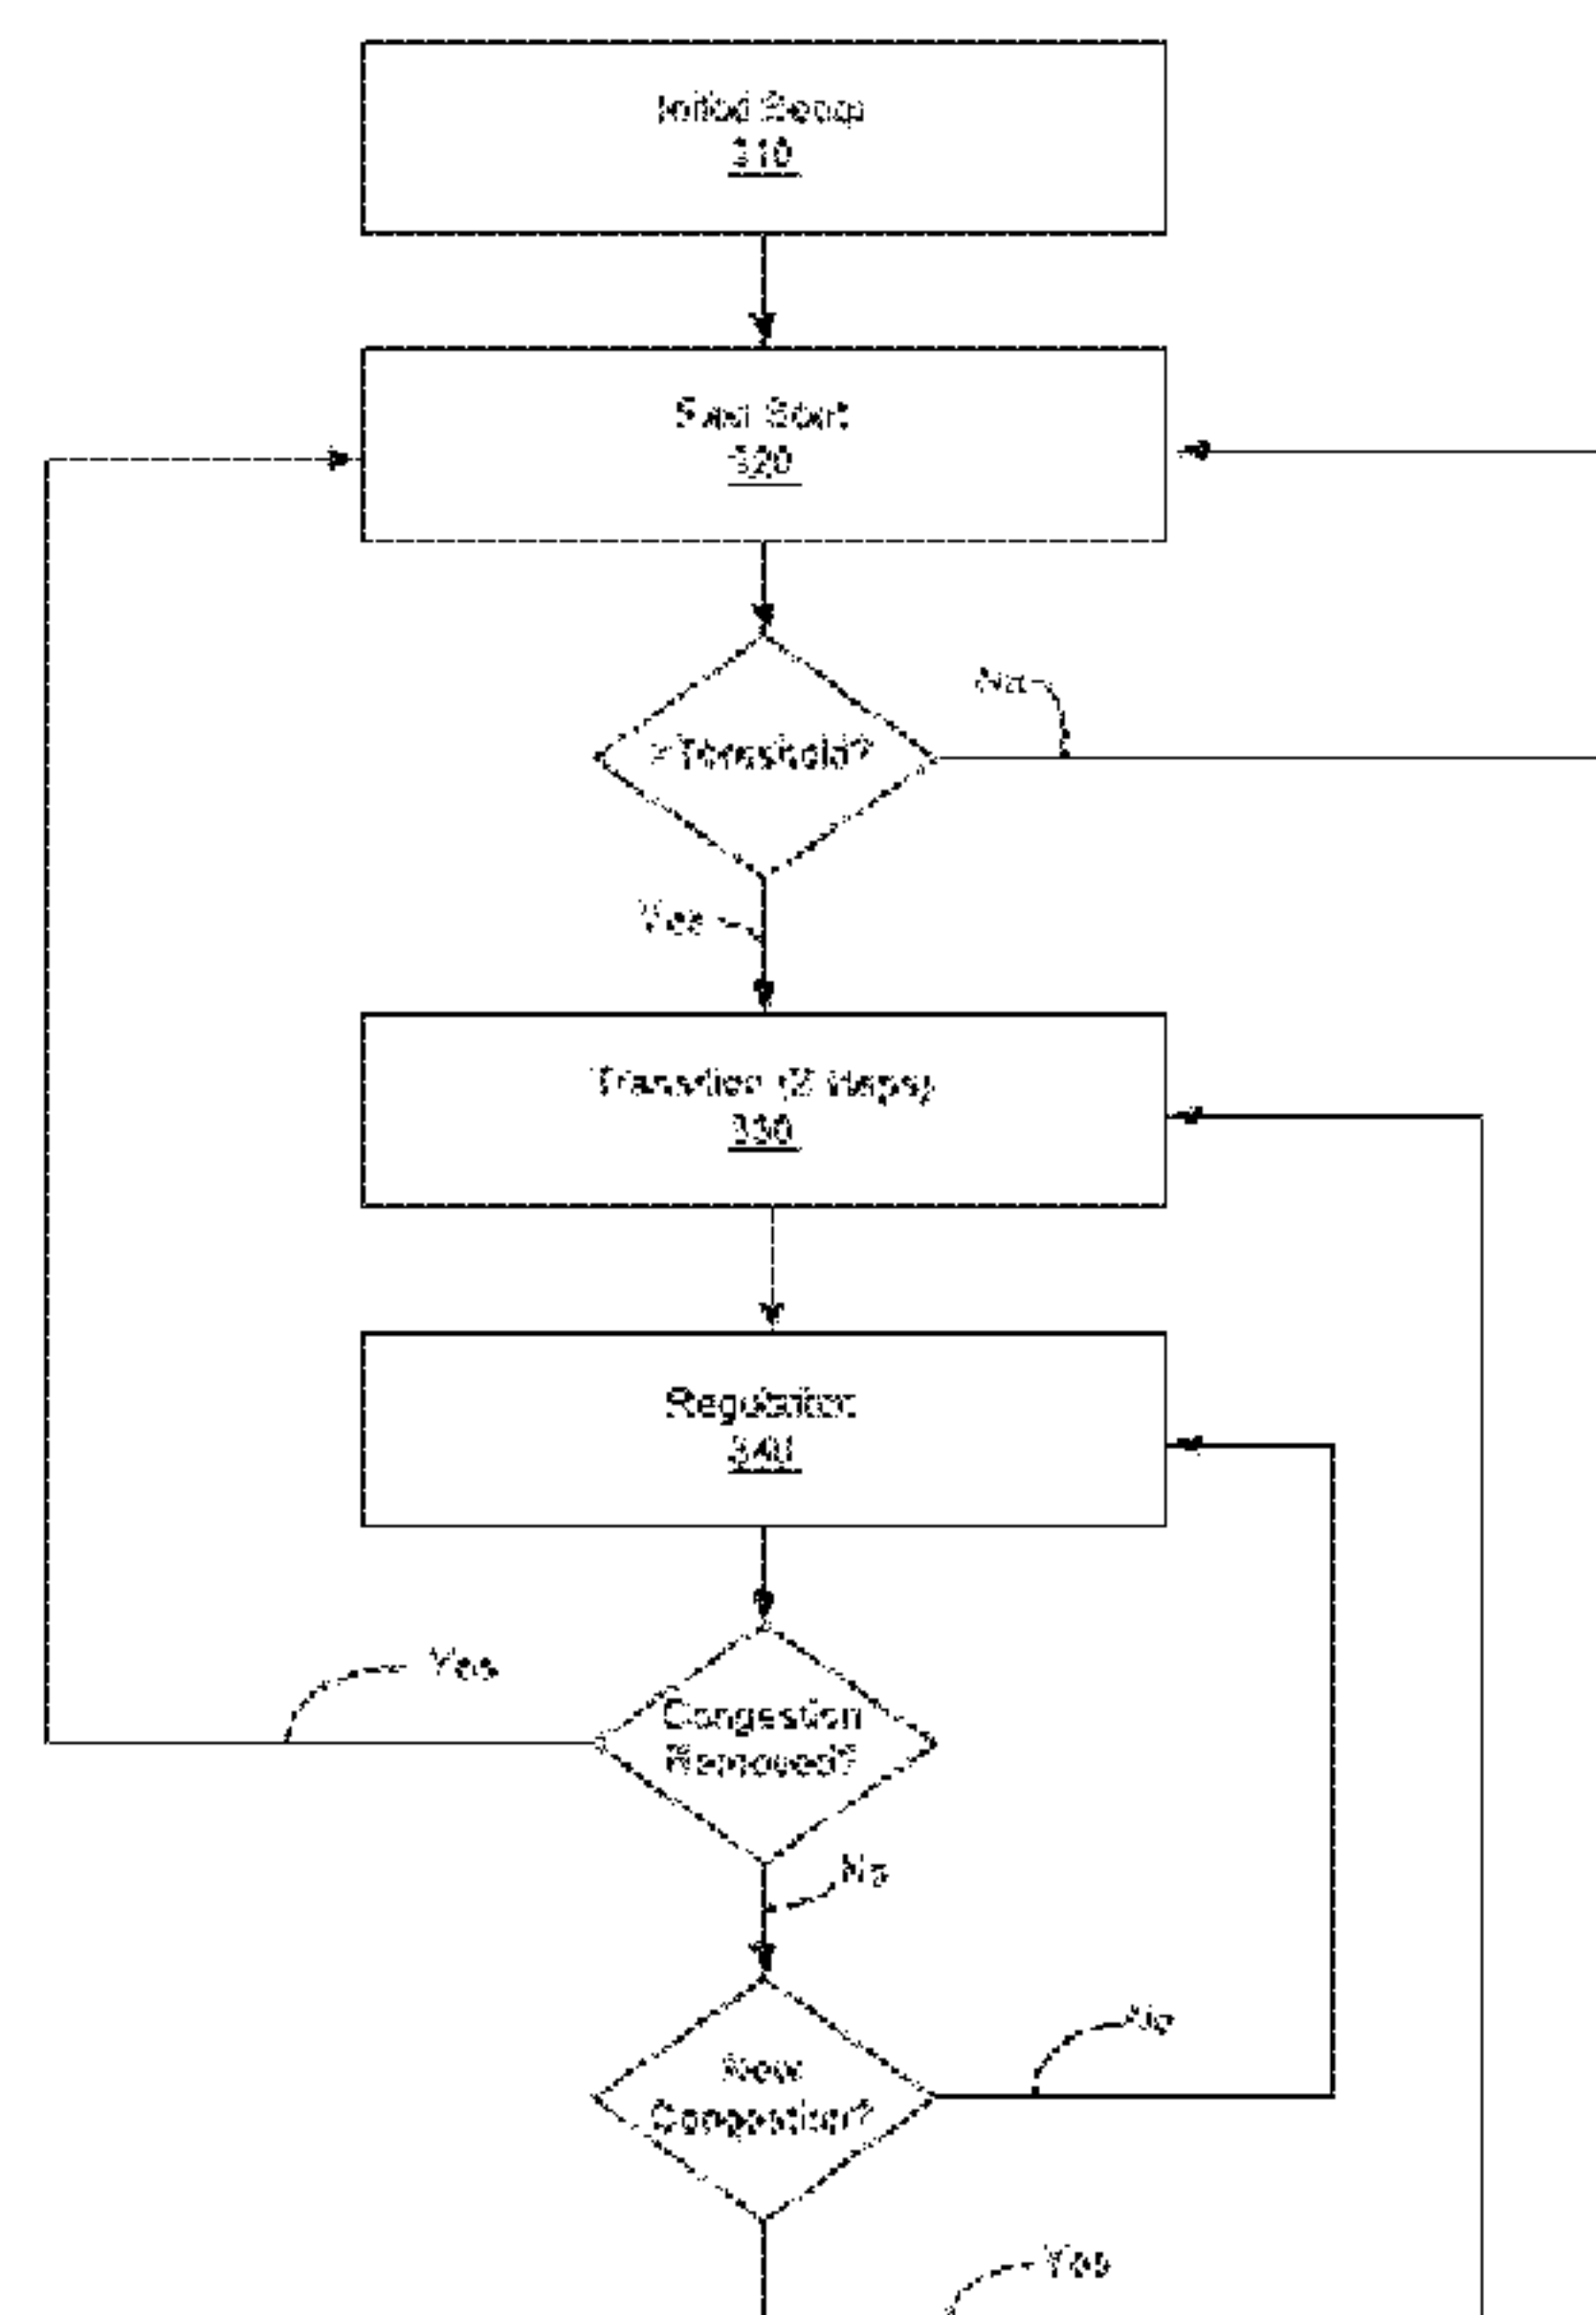 Initial Setup
310
Fast Start
320
>Threshold?
No
Yes
Transition (2 steps)
330
Regulation
340
Yes
Congestion
Removed?
No
No
New
Congestion?
Yes